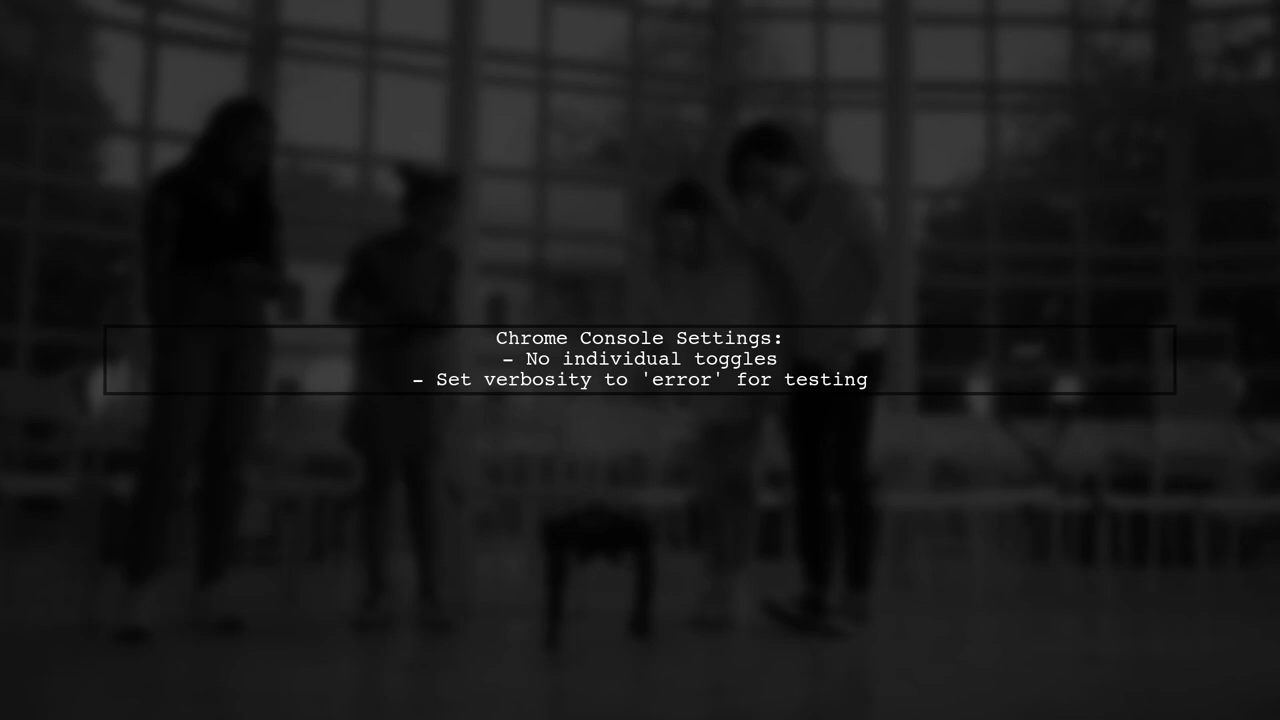 Chrome Console Settings:
- No individual toggles
- Set verbosity to 'error' for testing